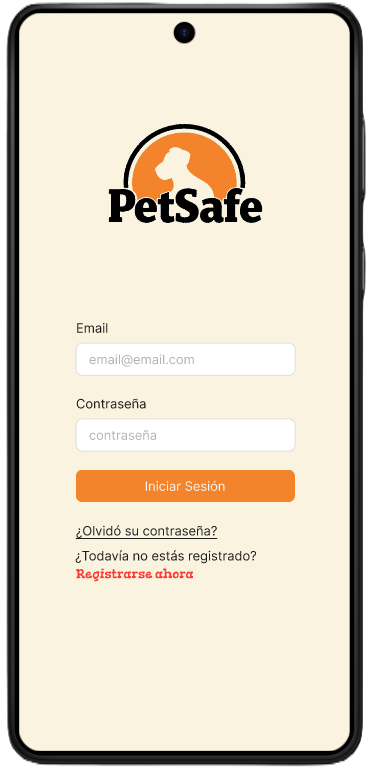 PetSafe
Email
email@email.com
Contraseña
contraseña
Iniciar Sesión
¿Olvidó su contraseña?
¿Todavía no estás registrado?
Registrarse ahora